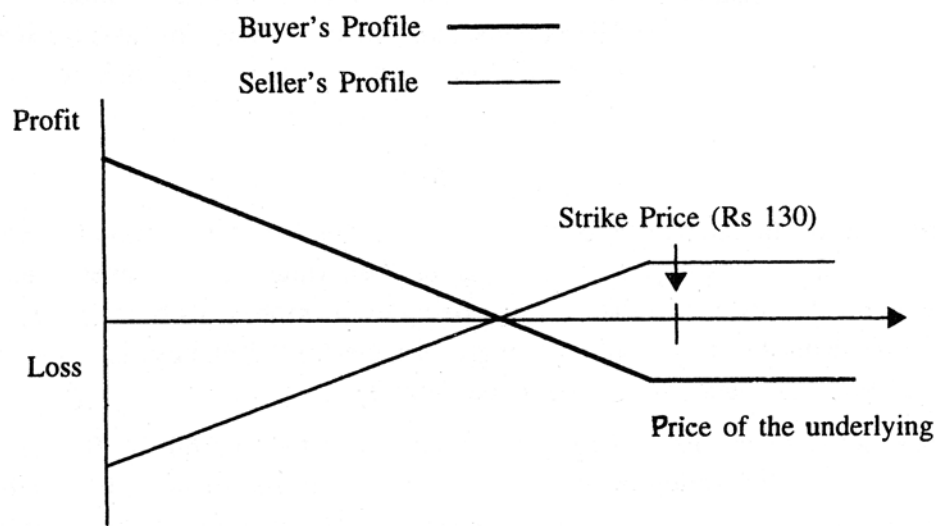 Buyer's Profile
Seller's Profile
Profit
Strike Price (Rs 130)
Loss
Price of the underlying